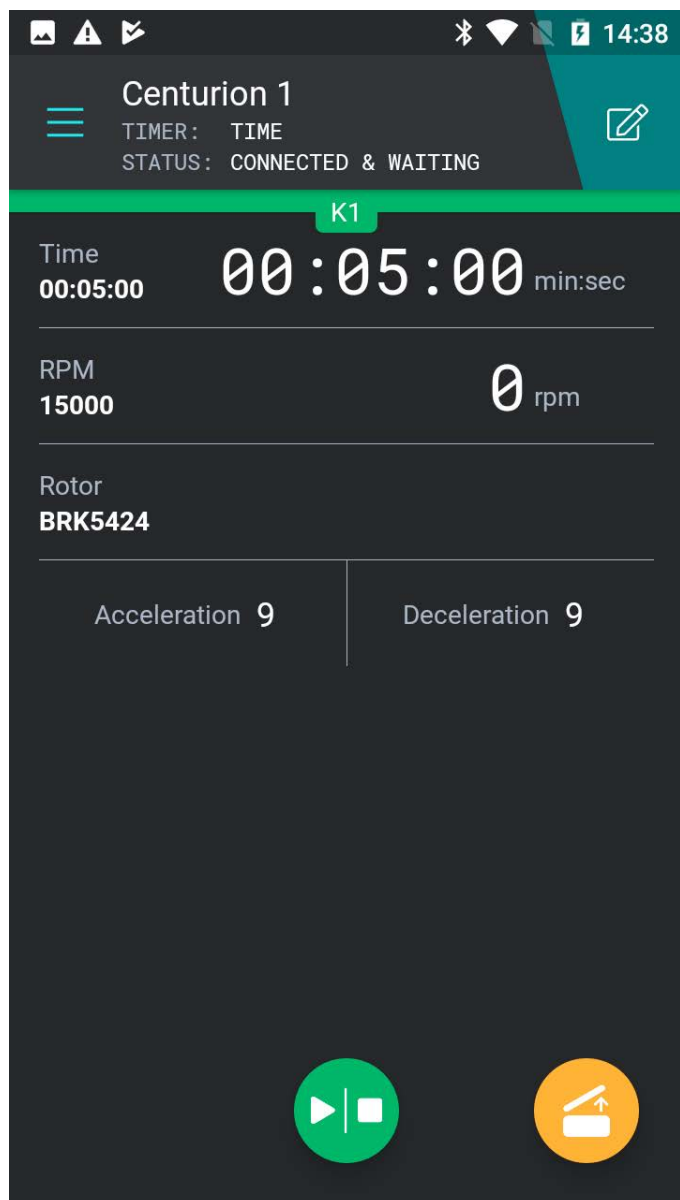 14:38
Centurion 1
TIMER: TIME
STATUS: CONNECTED & WAITING
K1
Time
00:05:00
00:05:00 min:sec
RPM
15000
0 rpm
Rotor
BRK5424
Acceleration 9
Deceleration 9